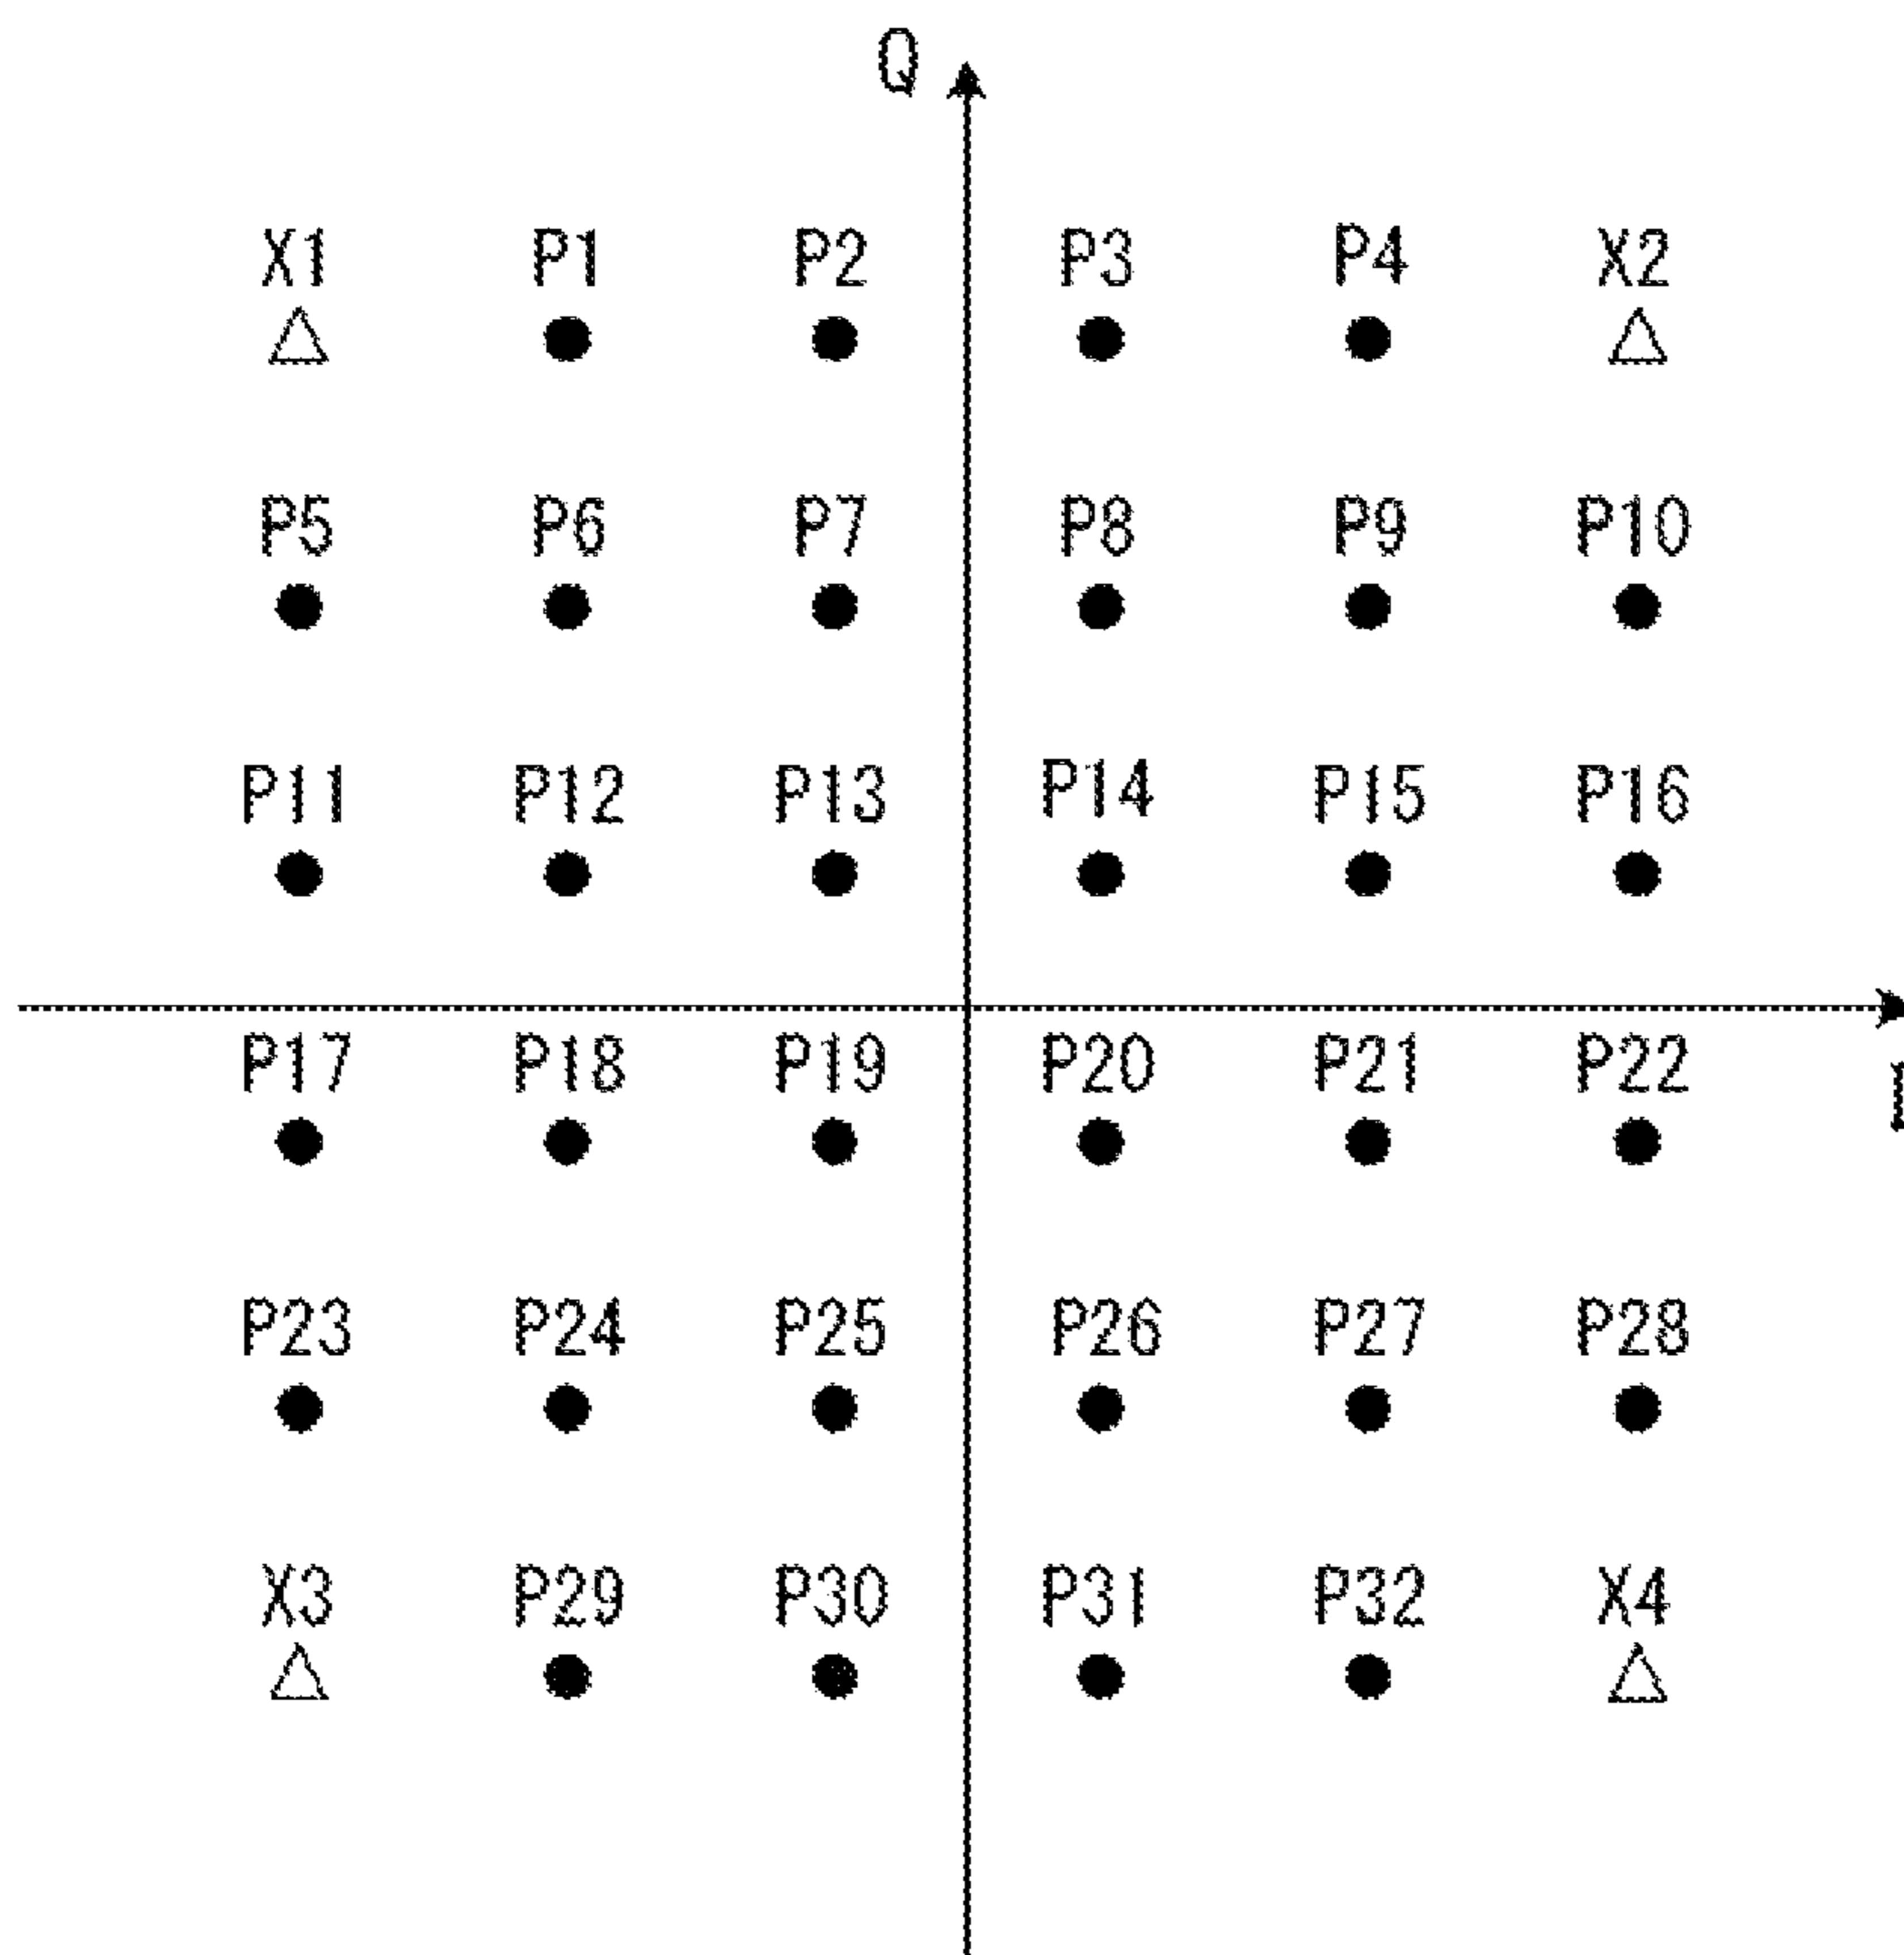 Q
X1 P1 P2 P3 P4 X2
P5 P6 P7 P8 P9 P10
P11 P12 P13 P14 P15 P16
P17 P18 P19 P20 P21 P22
I
P23 P24 P25 P26 P27 P28
X3 P29 P30 P31 P32 X4